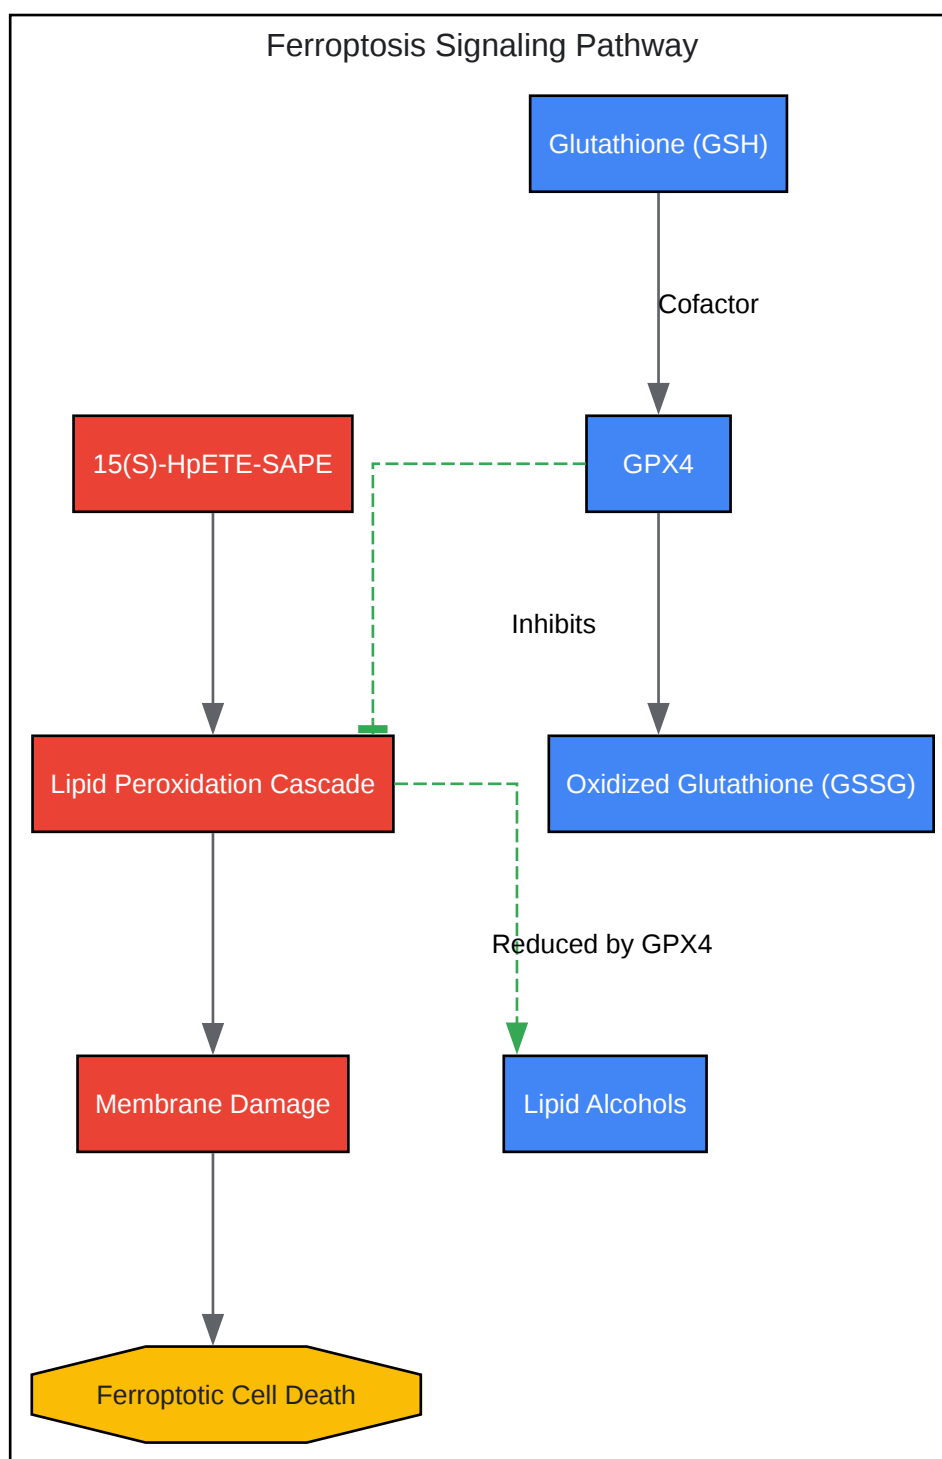 Ferroptosis Signaling Pathway
Glutathione (GSH)
Cofactor
15(S)-HpETE-SAPE
GPX4
Inhibits
Lipid Peroxidation Cascade
Oxidized Glutathione (GSSG)
Reduced by GPX4
Membrane Damage
Lipid Alcohols
Ferroptotic Cell Death